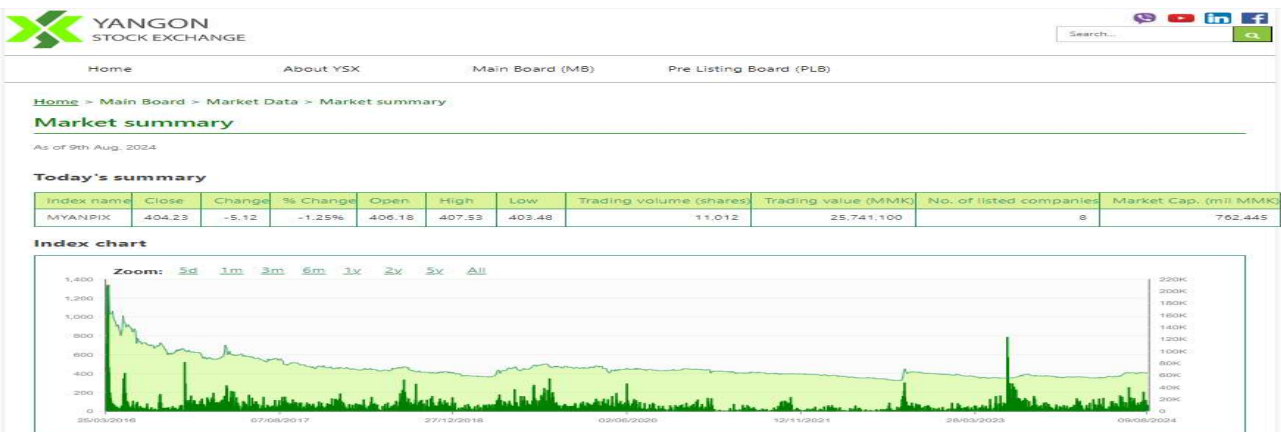 YANGON
STOCK EXCHANGE
Search...
Home About YSX Main Board (MB) Pre Listing Board (PLB)
Home > Main Board > Market Data > Market summary
Market summary
As of 9th Aug, 2024
Today's summary
Index name Close Change % Change Open High Low Trading volume (shares) Trading value (MMK) No. of listed companies Market Cap. (mil MMK)
MYANPIX 404.23 -5.12 -1.25% 406.18 407.53 403.48 11,012 25,741,100 8 762,445
Index chart
Zoom: 5d 1m 3m 6m 1y 2y 5y All
1,400 220K
1,200 200K
180K
1,000 160K
140K
800 120K
600 100K
80K
400 60K
40K
200 20K
0 0
25/03/2016 07/08/2017 27/12/2018 02/06/2020 12/11/2021 28/03/2023 09/08/2024